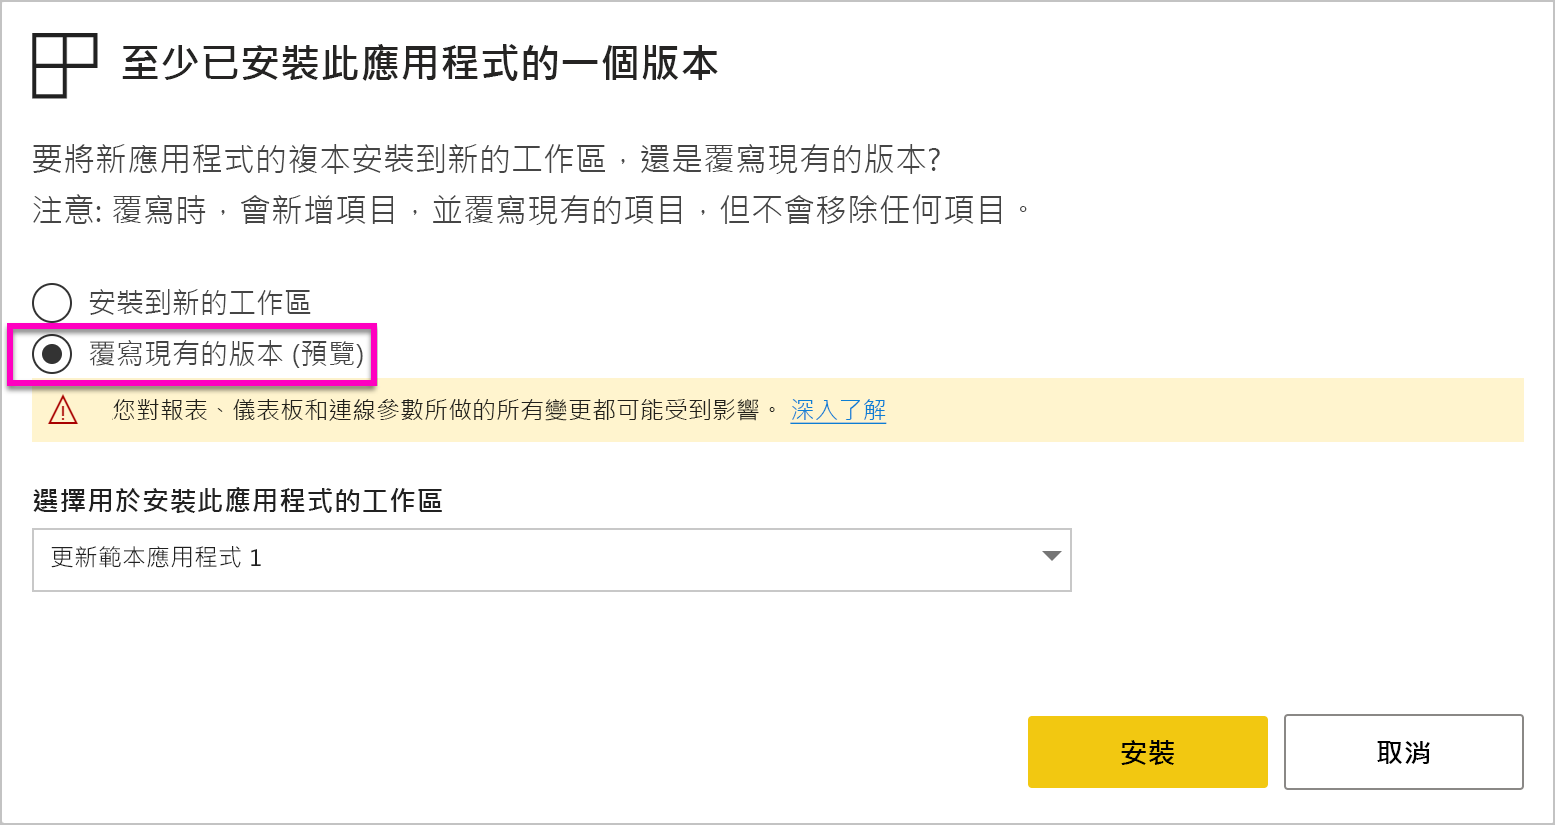 至少已安裝此應用程式的一個版本
要將新應用程式的複本安裝到新的工作區，還是覆寫現有的版本?
注意: 覆寫時，會新增項目，並覆寫現有的項目，但不會移除任何項目。
安裝到新的工作區
覆寫現有的版本 (預覽)
您對報表、儀表板和連線參數所做的所有變更都可能受到影響。 深入了解
選擇用於安裝此應用程式的工作區
更新範本應用程式 1
安裝 取消